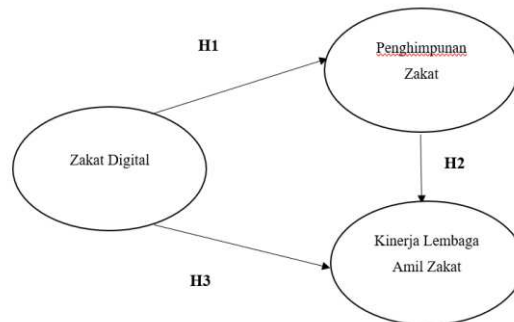 H1
Penghimpunan
Zakat
Zakat Digital
H2
Kinerja Lembaga
Amil Zakat
H3